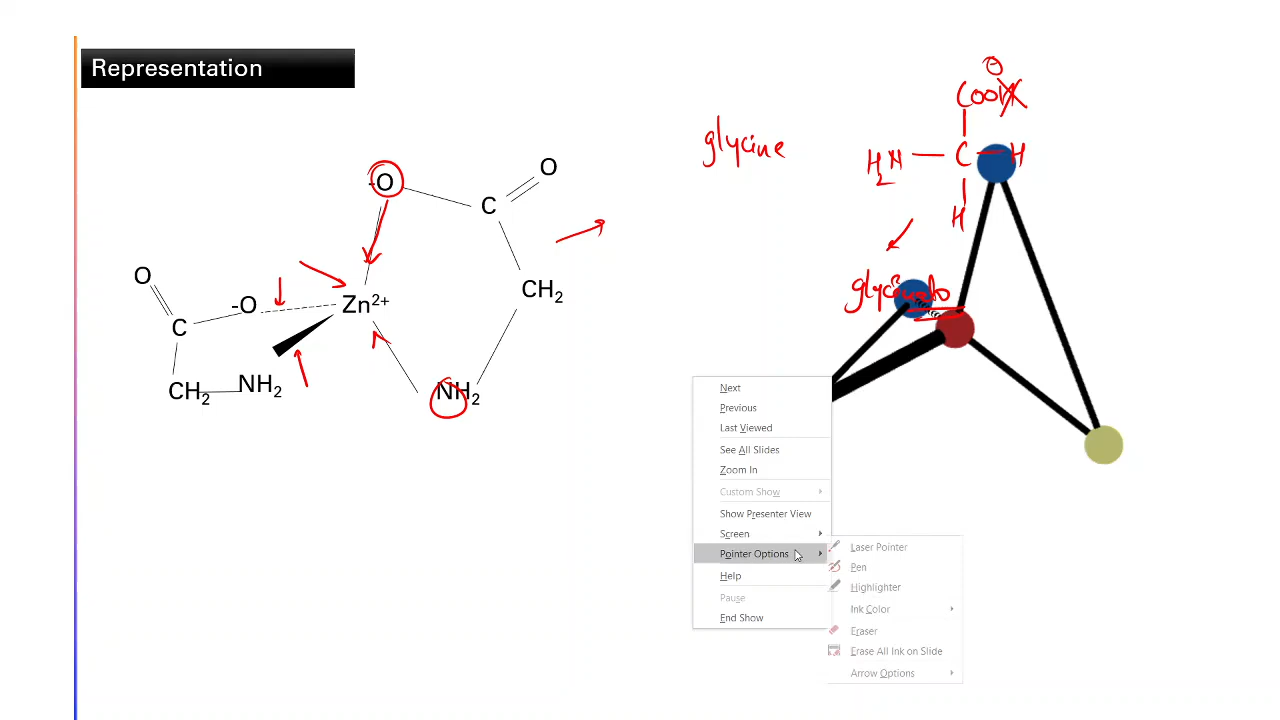 Representation
glycine
COOH
⊖
H2N
C
H
H
glycinato
-O
C
O
CH2
NH2
Zn2+
O
-O
C
CH2
NH2
Next
Previous
Last Viewed
See All Slides
Zoom In
Custom Show
Show Presenter View
Screen
Pointer Options
Help
Pause
End Show
Laser Pointer
Pen
Highlighter
Ink Color
Eraser
Erase All Ink on Slide
Arrow Options